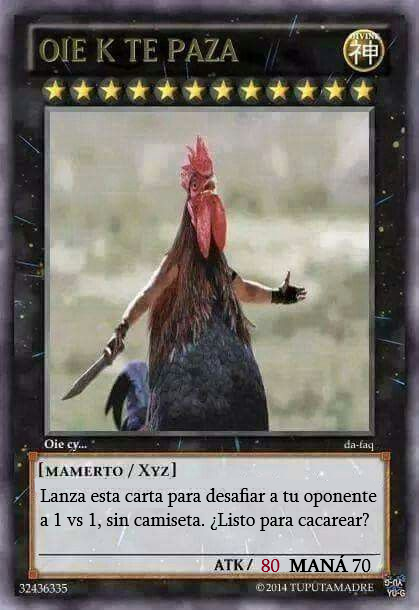 OIE K TE PAZA
DIVINE
神
Oie cy...
da-faq
[MAMERTO / XYZ]
Lanza esta carta para desafiar a tu oponente
a 1 vs 1, sin camiseta. ¿Listo para cacarear?
ATK / 80 MANÁ 70
32436335
©2014 TUPUTAMADRE